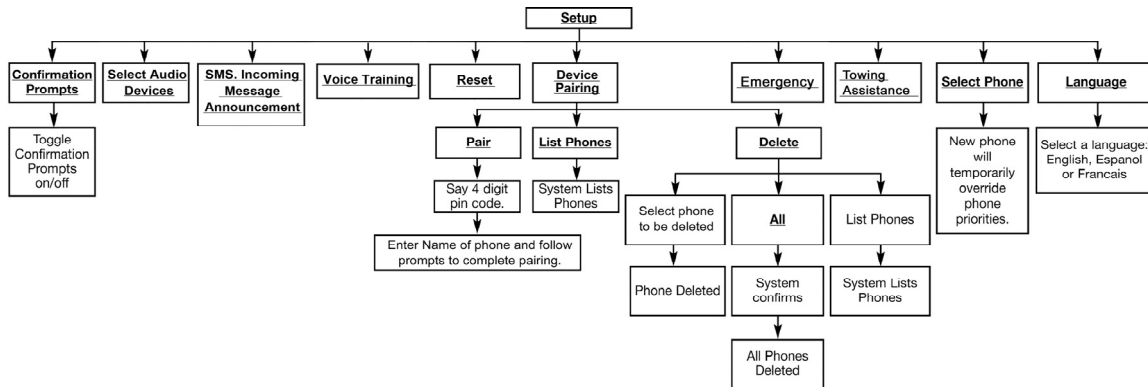 Setup
Confirmation
Prompts
Select Audio
Devices
SMS. Incoming
Message
Announcement
Voice Training
Reset
Device
Pairing
Emergency
Towing
Assistance
Select Phone
Language
Toggle
Confirmation
Prompts
on/off
Pair
List Phones
Delete
New phone
will
temporarily
override
phone
priorities.
Select a language:
English, Espanol
or Francais
Say 4 digit
pin code.
System Lists
Phones
Select phone
to be deleted
All
List Phones
Enter Name of phone and follow
prompts to complete pairing.
Phone Deleted
System
confirms
System Lists
Phones
All Phones
Deleted